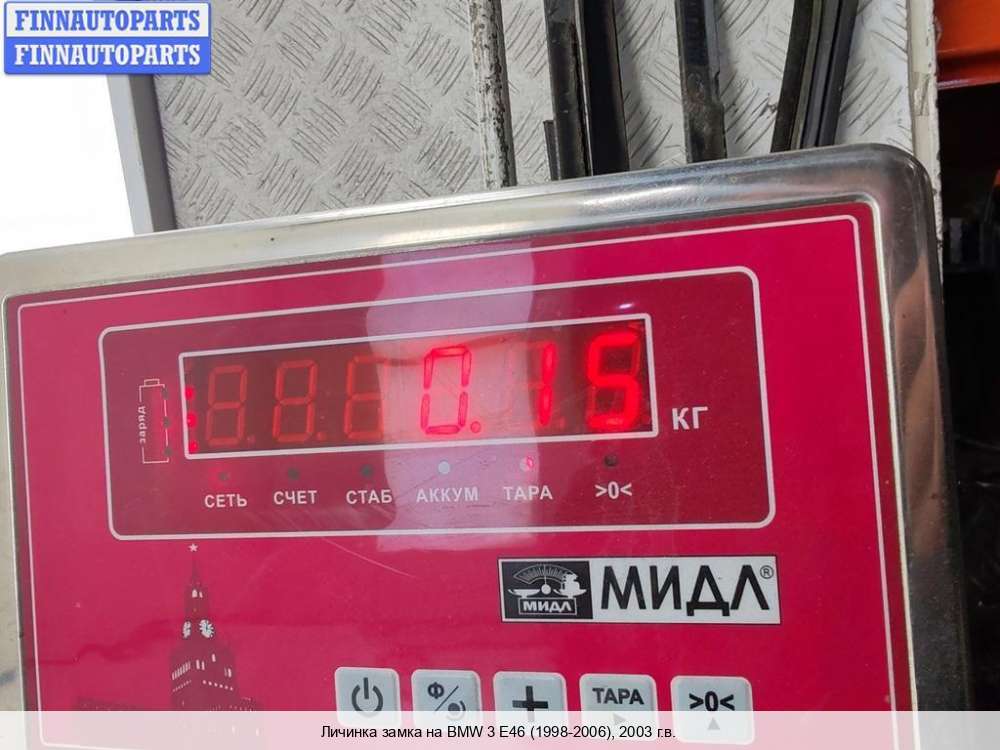 FINNAUTOPARTS
FINNAUTOPARTS
заряд
0.15 КГ
СЕТЬ СЧЕТ СТАБ АККУМ ТАРА >0<
МИДЛ МИДЛ®
Ф/ + ТАРА >0<
Личинка замка на BMW 3 E46 (1998-2006), 2003 г.в.